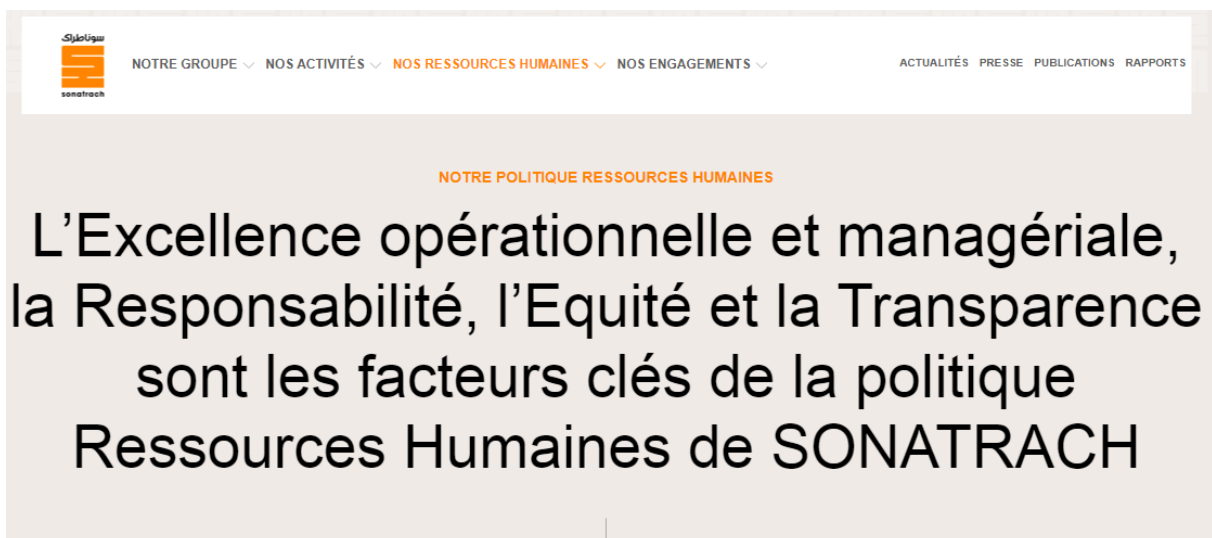 سوناطراك
sonatrach
NOTRE GROUPE NOS ACTIVITÉS NOS RESSOURCES HUMAINES NOS ENGAGEMENTS ACTUALITÉS PRESSE PUBLICATIONS RAPPORTS
NOTRE POLITIQUE RESSOURCES HUMAINES
L’Excellence opérationnelle et managériale,
la Responsabilité, l’Equité et la Transparence
sont les facteurs clés de la politique
Ressources Humaines de SONATRACH